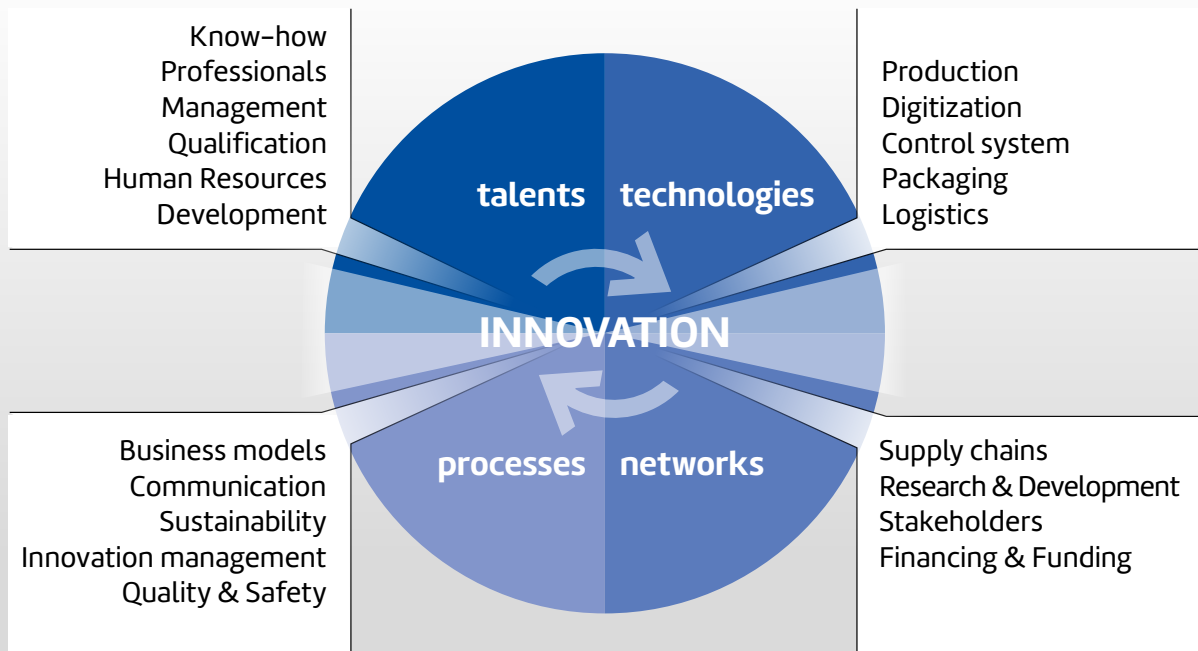 Know-how
Professionals
Management
Qualification
Human Resources
Development
Production
Digitization
Control system
Packaging
Logistics
talents
technologies
INNOVATION
processes
networks
Business models
Communication
Sustainability
Innovation management
Quality & Safety
Supply chains
Research & Development
Stakeholders
Financing & Funding